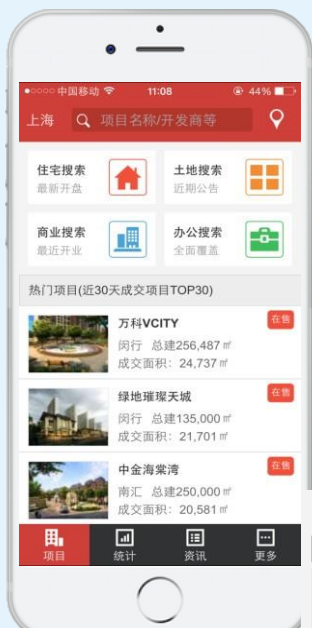 中国移动 11:08 44%
上海 项目名称/开发商等
住宅搜索 土地搜索
最新开盘 近期公告
商业搜索 办公搜索
最近开业 全面覆盖
热门项目(近30天成交项目TOP30)
万科VCITY 在售
闵行 总建256,487㎡
成交面积: 24,737㎡
绿地璀璨天城 在售
闵行 总建135,000㎡
成交面积: 21,701㎡
中金海棠湾 在售
南汇 总建250,000㎡
成交面积: 20,581㎡
项目 统计 资讯 更多